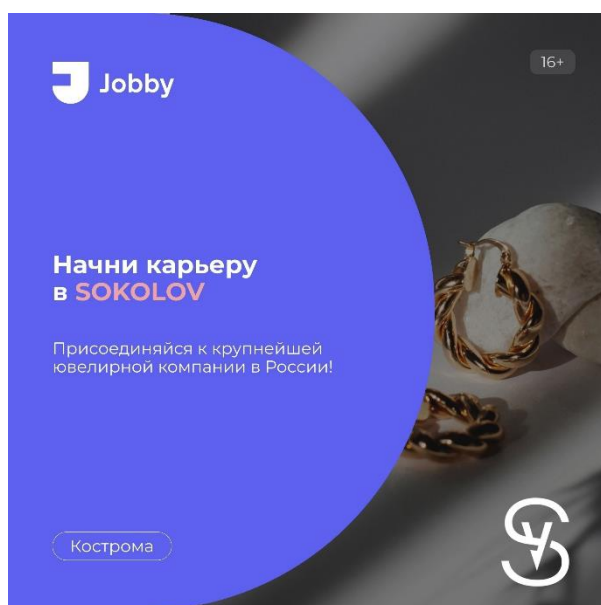 Jobby
16+
Начни карьеру
в SOKOLOV
Присоединяйся к крупнейшей
ювелирной компании в России!
Кострома